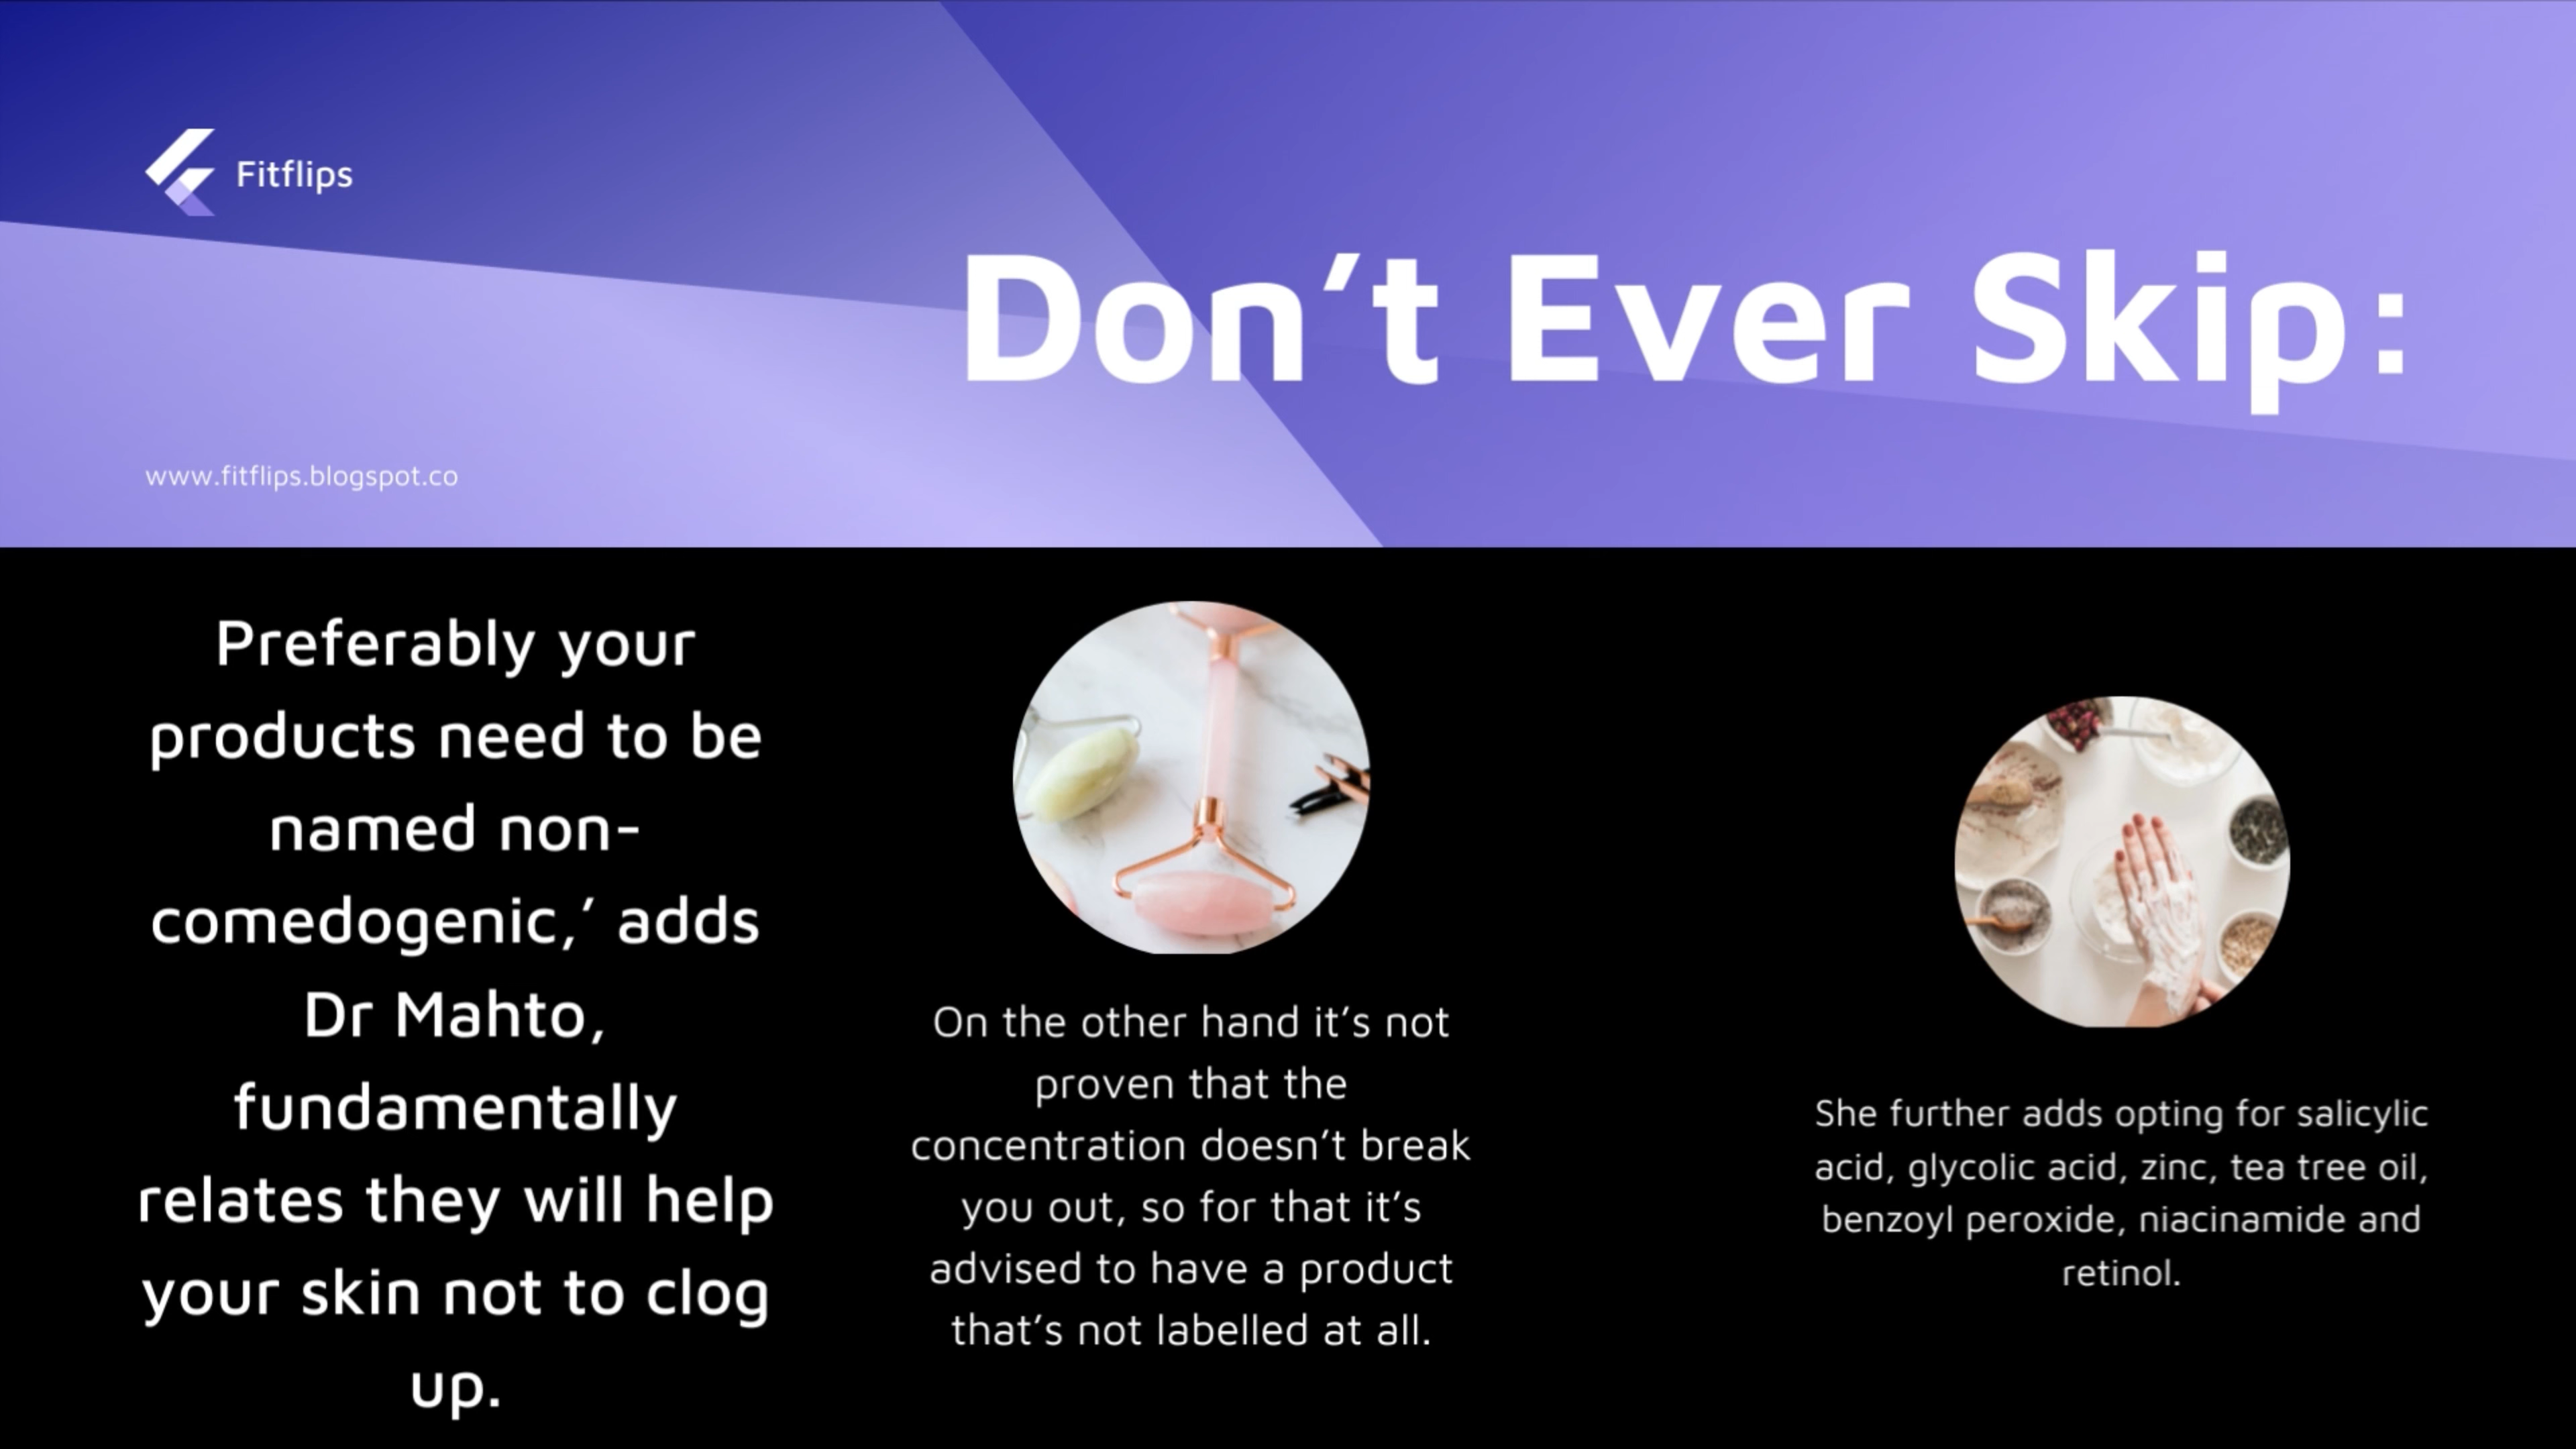 Fitflips
Don’t Ever Skip:
www.fitflips.blogspot.co
Preferably your
products need to be
named non-
comedogenic,’ adds
Dr Mahto,
fundamentally
relates they will help
your skin not to clog
up.
On the other hand it’s not
proven that the
concentration doesn’t break
you out, so for that it’s
advised to have a product
that’s not labelled at all.
She further adds opting for salicylic
acid, glycolic acid, zinc, tea tree oil,
benzoyl peroxide, niacinamide and
retinol.